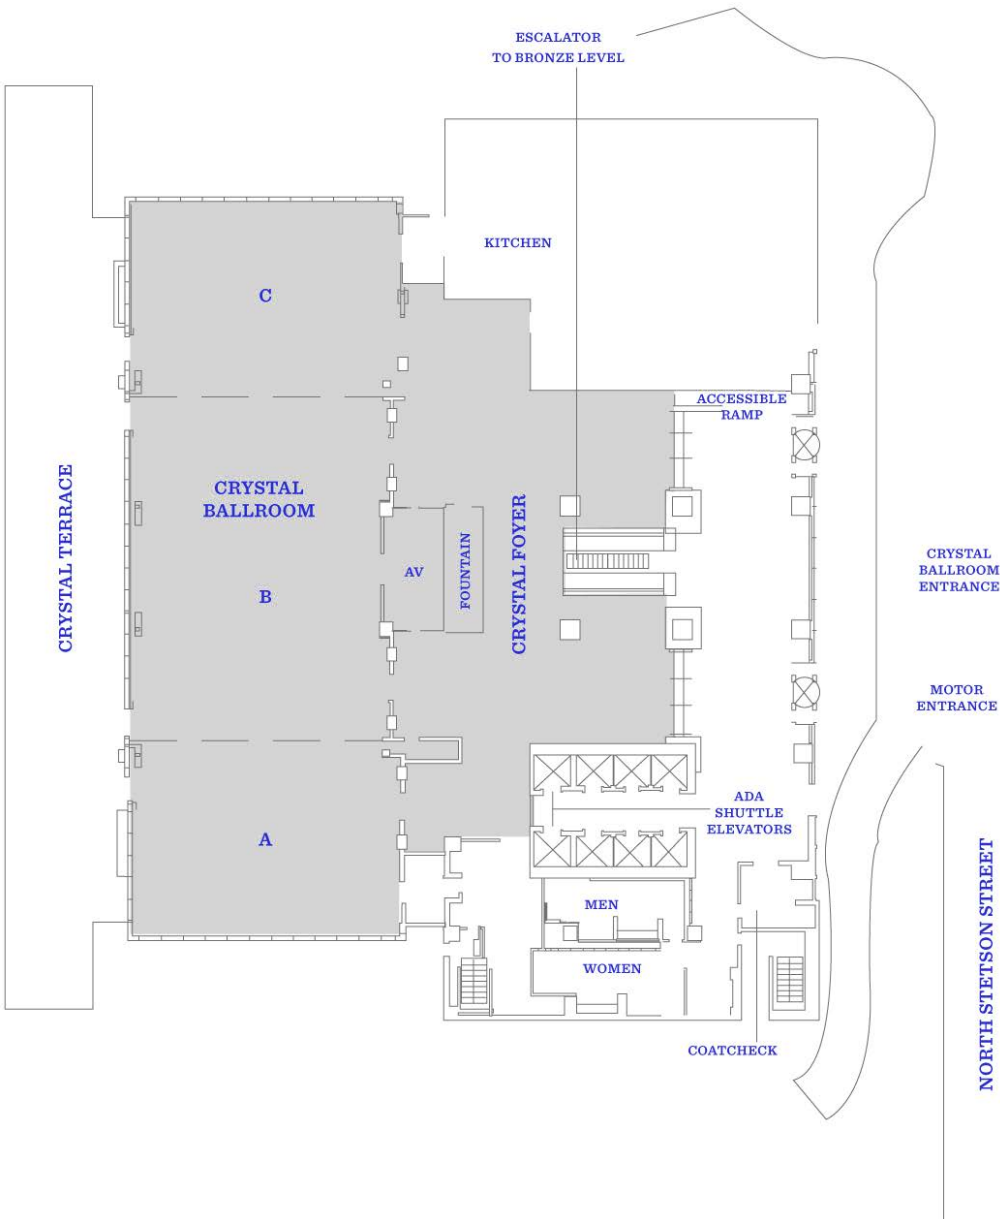 ESCALATOR
TO BRONZE LEVEL
KITCHEN
C
ACCESSIBLE
RAMP
CRYSTAL TERRACE
CRYSTAL
BALLROOM
CRYSTAL FOYER
FOUNTAIN
AV
B
CRYSTAL
BALLROOM
ENTRANCE
MOTOR
ENTRANCE
ADA
SHUTTLE
ELEVATORS
A
NORTH STETSON STREET
MEN
WOMEN
COATCHECK